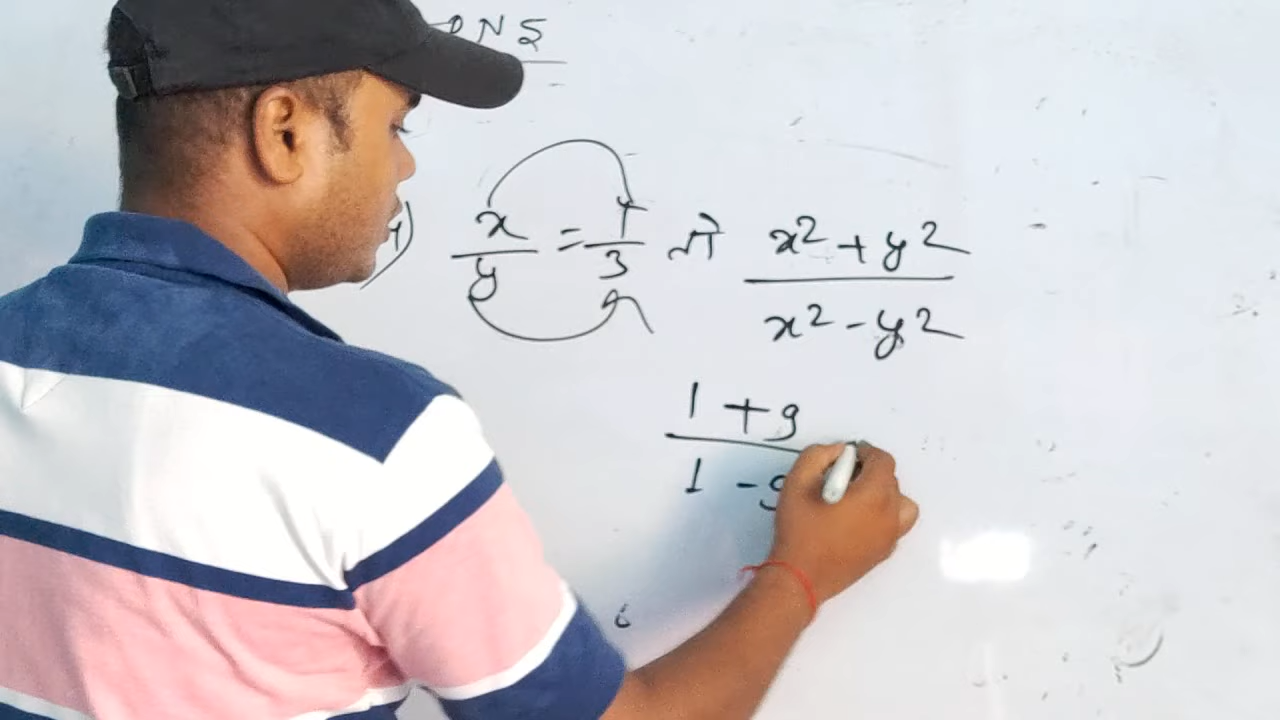 ONS
x/y = 1/3 तो (x²+y²)/(x²-y²)
1+9
1-9